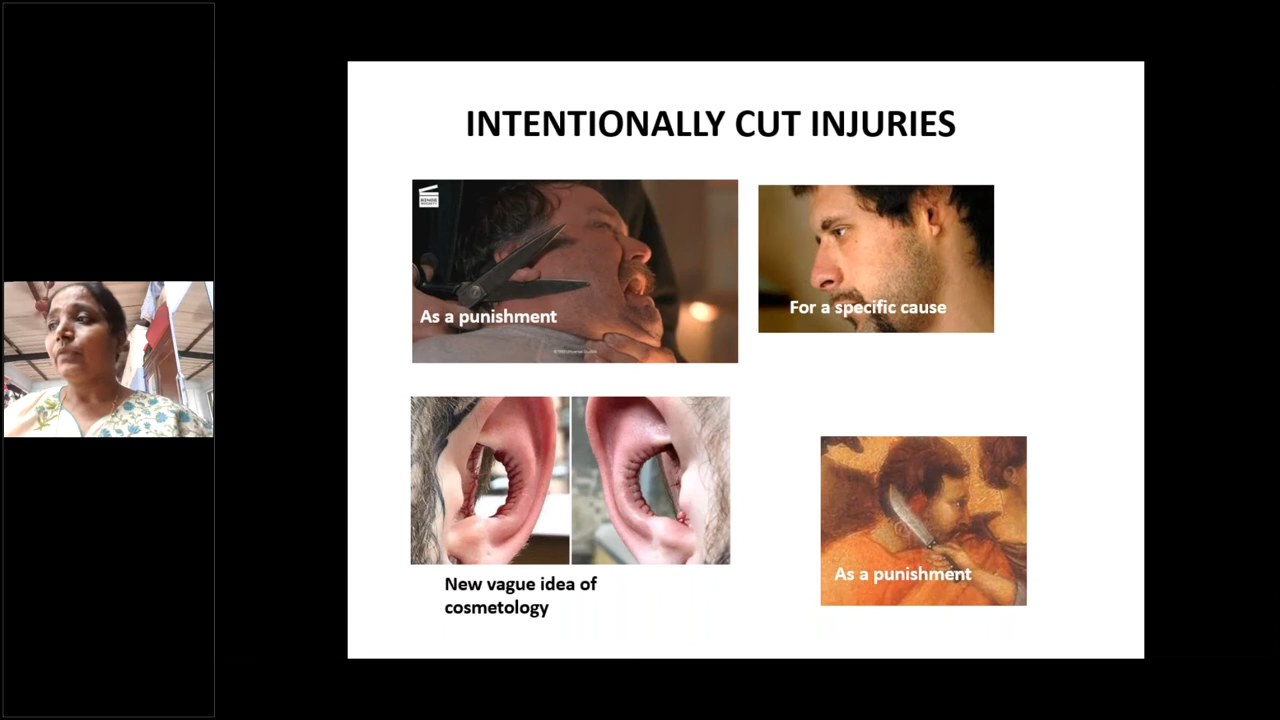 INTENTIONALLY CUT INJURIES
As a punishment
For a specific cause
New vague idea of
cosmetology
As a punishment